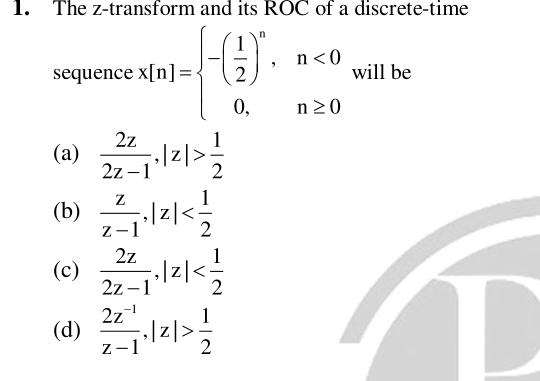 1. The z-transform and its ROC of a discrete-time
sequence x[n] = { -(1/2)^n, n < 0
0, n ≥ 0 will be
(a) 2z/(2z−1), |z| > 1/2
(b) z/(z−1), |z| < 1/2
(c) 2z/(2z−1), |z| < 1/2
(d) 2z^−1/(z−1), |z| > 1/2